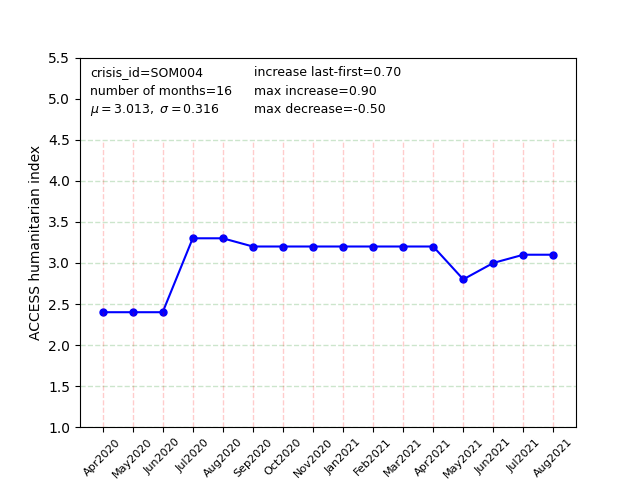 crisis_id=SOM004
number of months=16
μ = 3.013, σ = 0.316
increase last-first=0.70
max increase=0.90
max decrease=-0.50
ACCESS humanitarian index
5.5
5.0
4.5
4.0
3.5
3.0
2.5
2.0
1.5
1.0
Apr2020
May2020
Jun2020
Jul2020
Aug2020
Sep2020
Oct2020
Nov2020
Jan2021
Feb2021
Mar2021
Apr2021
May2021
Jun2021
Jul2021
Aug2021